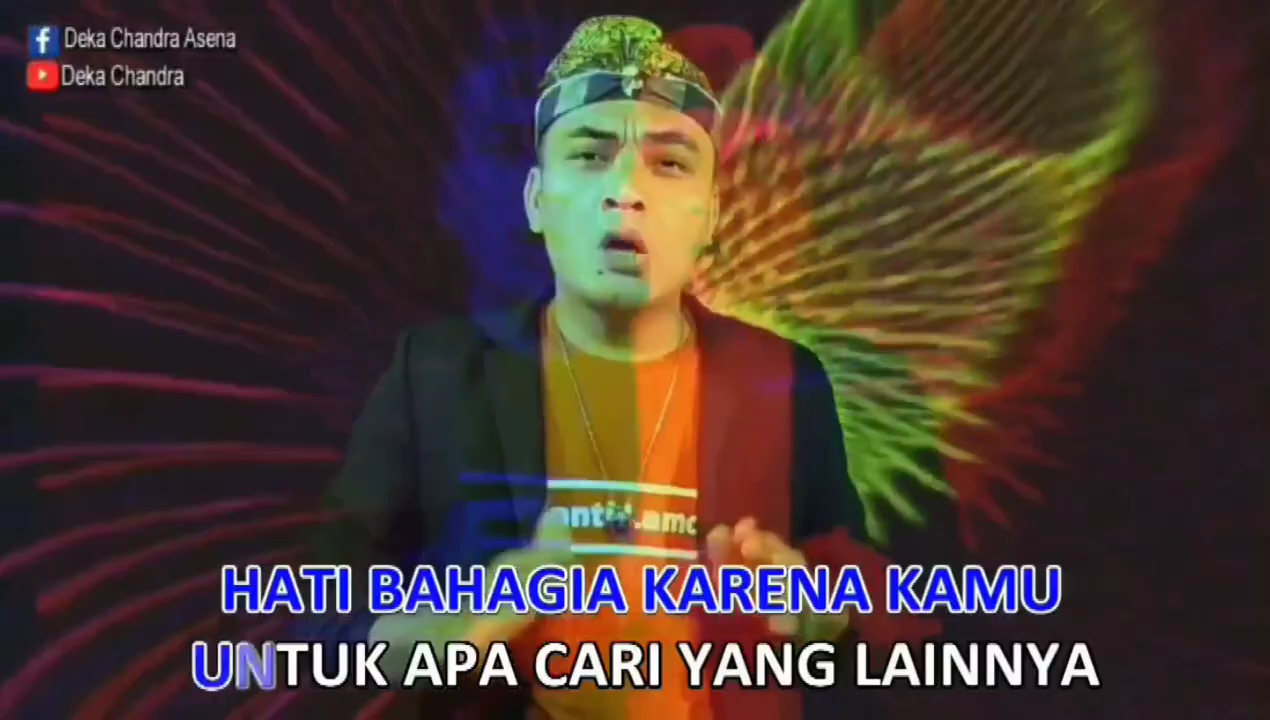 Deka Chandra Asena
Deka Chandra
HATI BAHAGIA KARENA KAMU
UNTUK APA CARI YANG LAINNYA